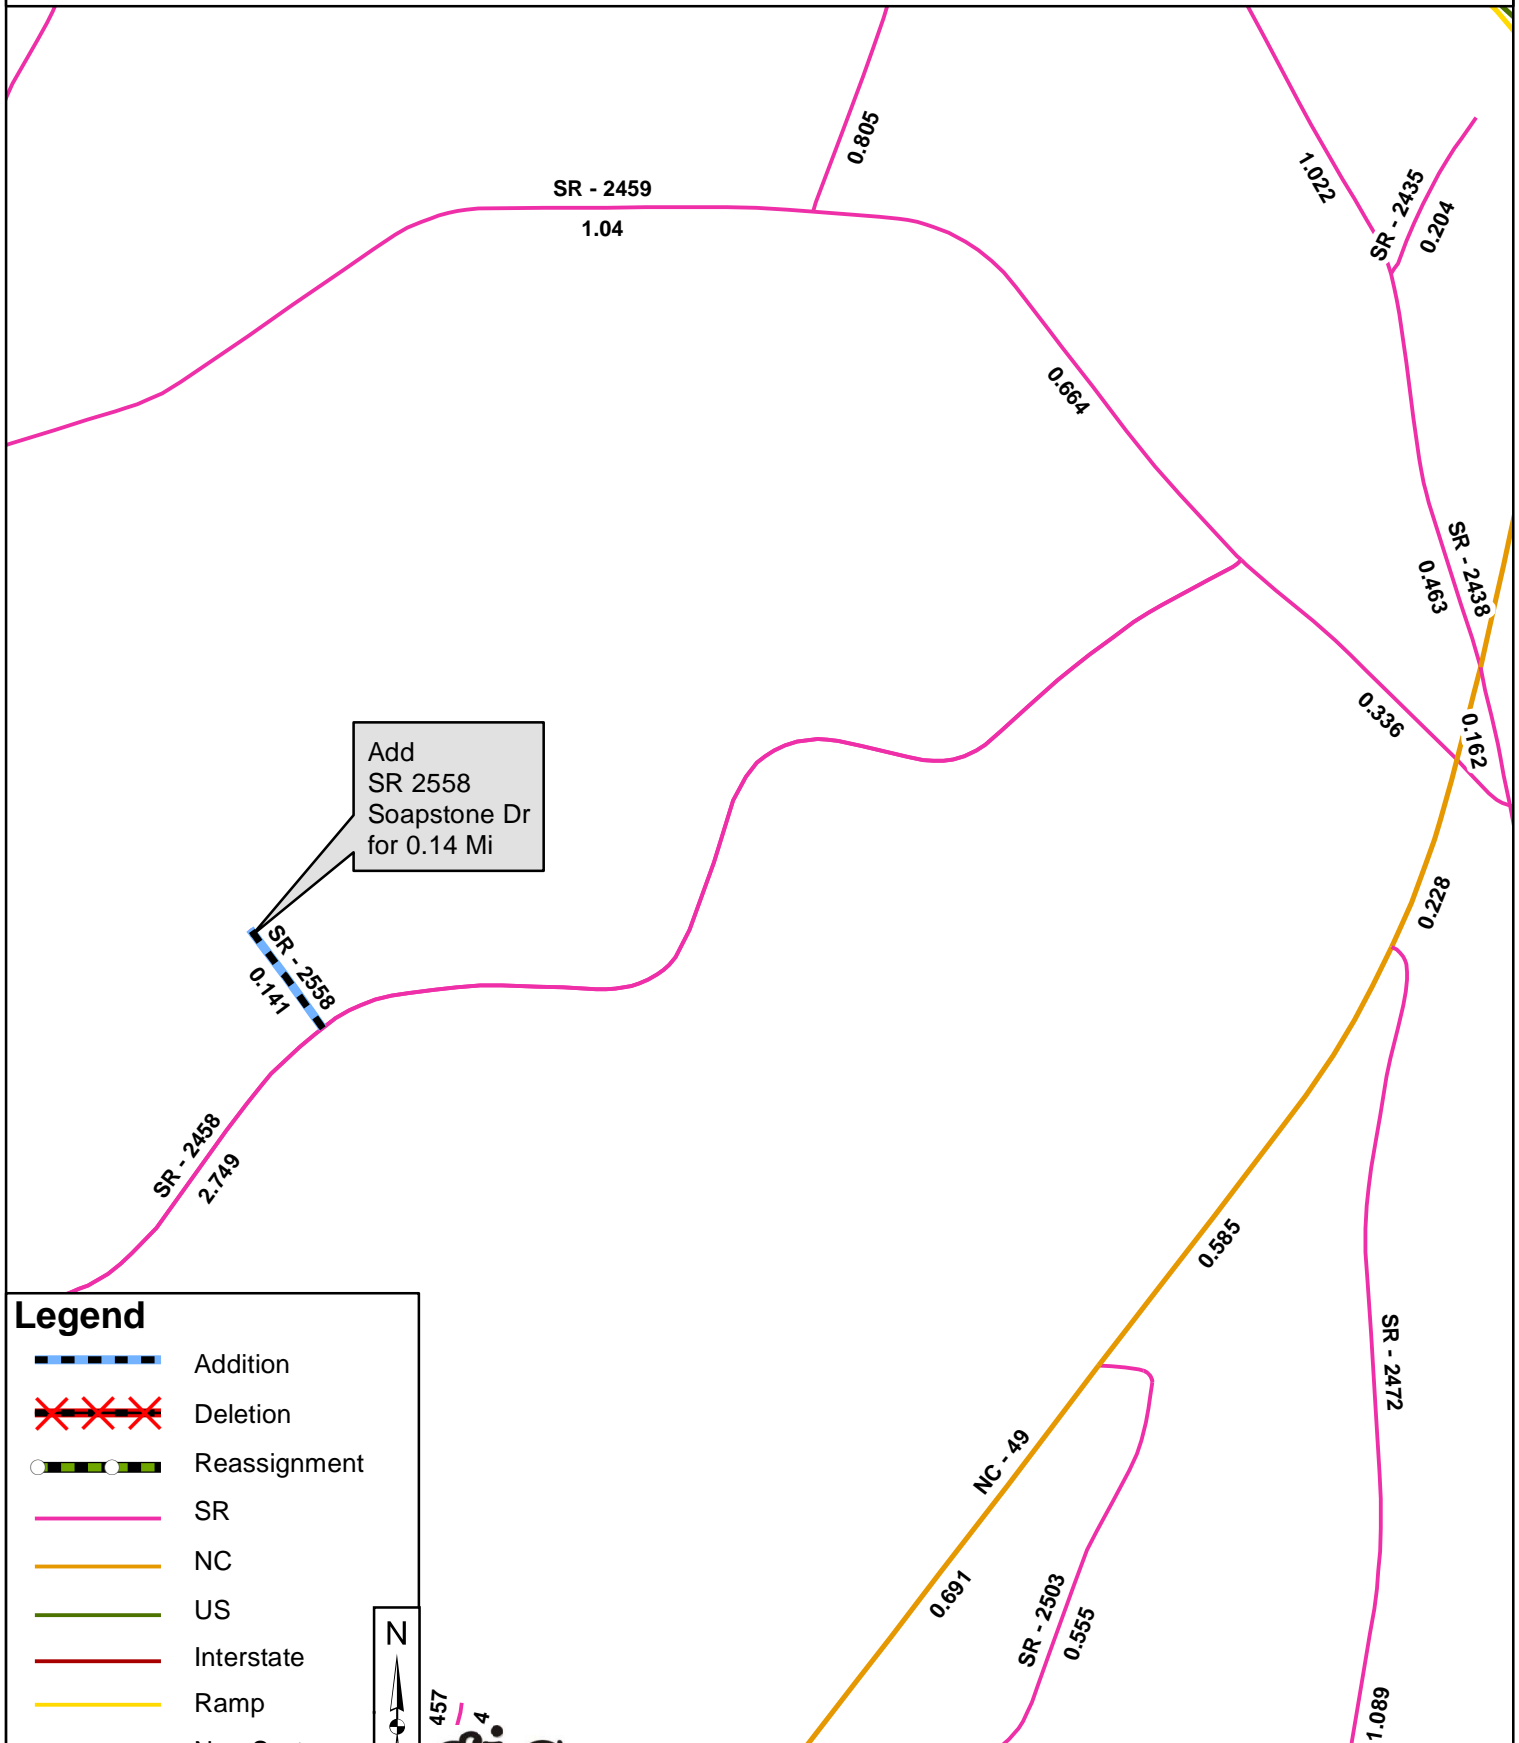 0.805
SR - 2459
1.04
1.022
SR - 2435
0.204
0.664
SR - 2438
0.463
0.336
0.162
Add
SR 2558
Soapstone Dr
for 0.14 Mi
0.228
SR - 2558
0.141
SR - 2458
2.749
0.585
SR - 2472
NC - 49
0.691
SR - 2503
0.555
1.089
Legend
Addition
Deletion
Reassignment
SR
NC
US
Interstate
Ramp
N
457
4